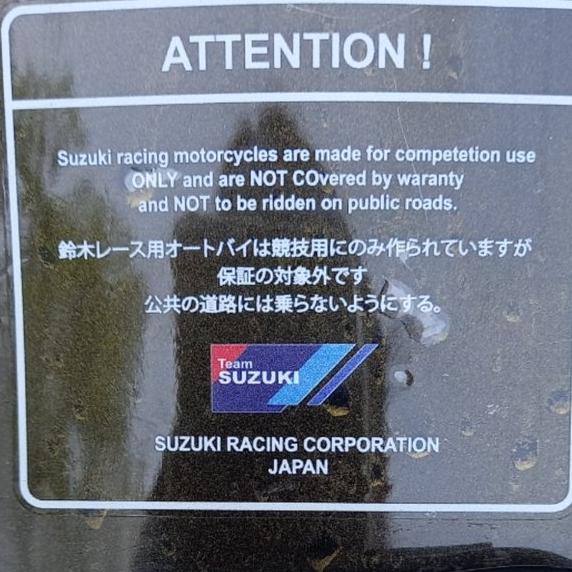 ATTENTION !
Suzuki racing motorcycles are made for competetion use
ONLY and are NOT COvered by waranty
and NOT to be ridden on public roads.
鈴木レース用オートバイは競技用にのみ作られていますが
保証の対象外です
公共の道路には乗らないようにする。
Team
SUZUKI
SUZUKI RACING CORPORATION
JAPAN